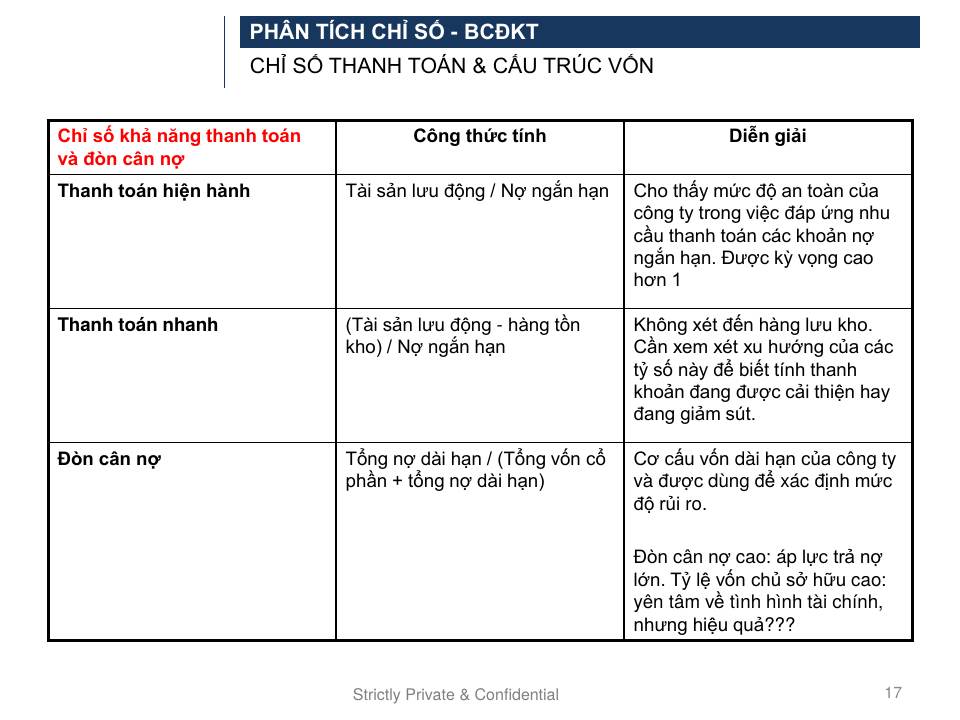 PHÂN TÍCH CHỈ SỐ - BCĐKT
CHỈ SỐ THANH TOÁN & CẤU TRÚC VỐN
Chỉ số khả năng thanh toán
và đòn cân nợ
Công thức tính
Diễn giải
Thanh toán hiện hành
Tài sản lưu động / Nợ ngắn hạn
Cho thấy mức độ an toàn của
công ty trong việc đáp ứng nhu
cầu thanh toán các khoản nợ
ngắn hạn. Được kỳ vọng cao
hơn 1
Thanh toán nhanh
(Tài sản lưu động - hàng tồn
kho) / Nợ ngắn hạn
Không xét đến hàng lưu kho.
Cần xem xét xu hướng của các
tỷ số này để biết tính thanh
khoản đang được cải thiện hay
đang giảm sút.
Đòn cân nợ
Tổng nợ dài hạn / (Tổng vốn cổ
phần + tổng nợ dài hạn)
Cơ cấu vốn dài hạn của công ty
và được dùng để xác định mức
độ rủi ro.
Đòn cân nợ cao: áp lực trả nợ
lớn. Tỷ lệ vốn chủ sở hữu cao:
yên tâm về tình hình tài chính,
nhưng hiệu quả???
Strictly Private & Confidential
17